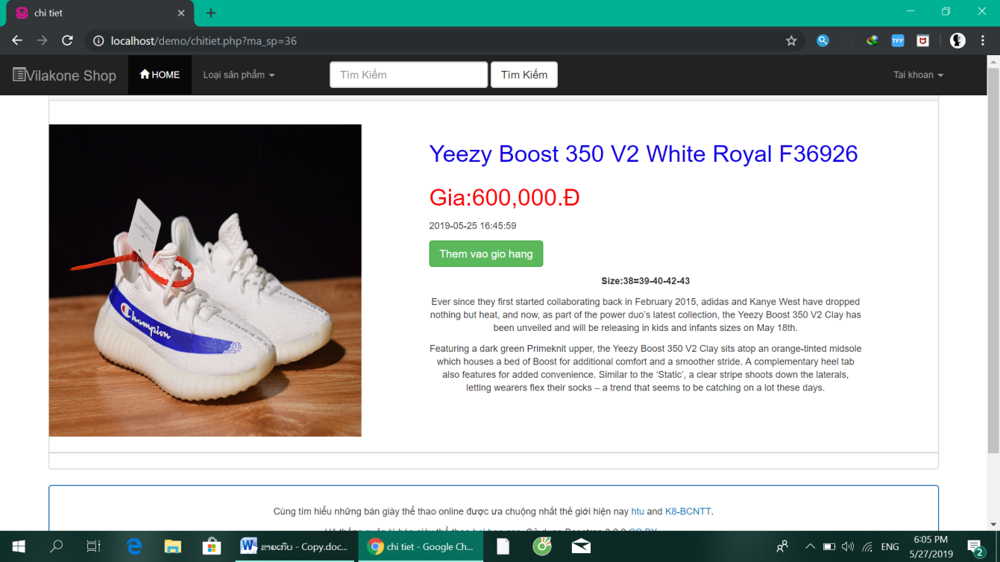 chi tiet
localhost/demo/chitiet.php?ma_sp=36
TFF
Vilakone Shop
HOME
Loại sản phẩm
Tìm Kiếm
Tìm Kiếm
Tai khoan
Champion
Yeezy Boost 350 V2 White Royal F36926
Gia:600,000.Đ
2019-05-25 16:45:59
Them vao gio hang
Size:38=39-40-42-43
Ever since they first started collaborating back in February 2015, adidas and Kanye West have dropped
nothing but heat, and now, as part of the power duo’s latest collection, the Yeezy Boost 350 V2 Clay has
been unveiled and will be releasing in kids and infants sizes on May 18th.
Featuring a dark green Primeknit upper, the Yeezy Boost 350 V2 Clay sits atop an orange-tinted midsole
which houses a bed of Boost for additional comfort and a smoother stride. A complementary heel tab
also features for added convenience. Similar to the ‘Static’, a clear stripe shoots down the laterals,
letting wearers flex their socks – a trend that seems to be catching on a lot these days.
Cùng tìm hiểu những bán giày thể thao online được ưa chuộng nhất thế giới hiện nay htu and K8-BCNTT.
ຂາຍເກີບ - Copy.doc...
chi tiet - Google Ch...
ENG
6:05 PM
5/27/2019
2